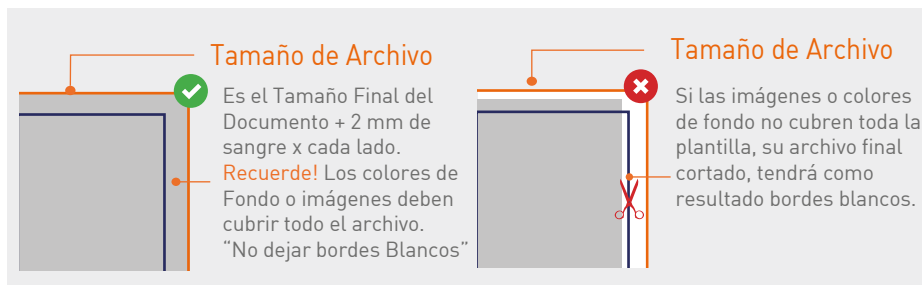 Tamaño de Archivo
Es el Tamaño Final del
Documento + 2 mm de
sangre x cada lado.
Recuerde! Los colores de
Fondo o imágenes deben
cubrir todo el archivo.
“No dejar bordes Blancos”
Tamaño de Archivo
Si las imágenes o colores
de fondo no cubren toda la
plantilla, su archivo final
cortado, tendrá como
resultado bordes blancos.